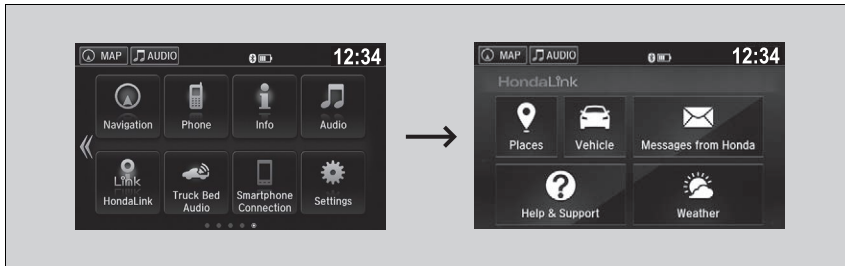 MAP AUDIO 12:34
Navigation Phone Info Audio
Link
HondaLink
Truck Bed
Audio
Smartphone
Connection
Settings
MAP AUDIO 12:34
HondaLink
Places Vehicle Messages from Honda
Help & Support Weather